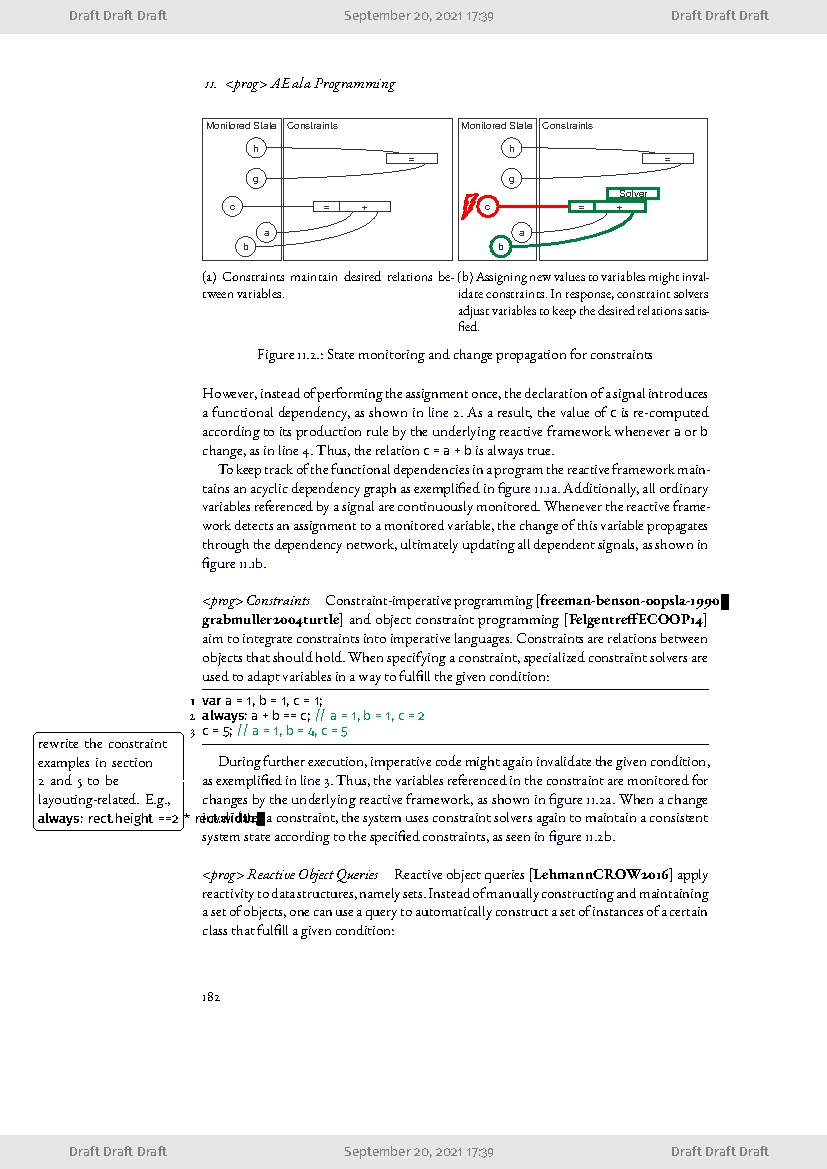 Draft Draft Draft September 20, 2021 17:39 Draft Draft Draft
11. <prog> AEala Programming
Monitored State Constraints
h
=
g
c
= +
a
b
Monitored State Constraints
h
=
g
Solver
c
= +
a
b
(a) Constraints maintain desired relations be-
tween variables.
(b) Assigning new values to variables might inval-
idate constraints. In response, constraint solvers
adjust variables to keep the desired relations satis-
fied.
Figure 11.2.: State monitoring and change propagation for constraints
However, instead of performing the assignment once, the declaration of a signal introduces
a functional dependency, as shown in line 2. As a result, the value of c is re-computed
according to its production rule by the underlying reactive framework whenever a or b
change, as in line 4. Thus, the relation c = a + b is always true.
To keep track of the functional dependencies in a program the reactive framework main-
tains an acyclic dependency graph as exemplified in figure 11.1a. Additionally, all ordinary
variables referenced by a signal are continuously monitored. Whenever the reactive frame-
work detects an assignment to a monitored variable, the change of this variable propagates
through the dependency network, ultimately updating all dependent signals, as shown in
figure 11.1b.
<prog> Constraints Constraint-imperative programming [freeman-benson-oopsla-1990
grabmuller2004turtle] and object constraint programming [FelgentreffECOOP14]
aim to integrate constraints into imperative languages. Constraints are relations between
objects that should hold. When specifying a constraint, specialized constraint solvers are
used to adapt variables in a way to fulfill the given condition:
1 var a = 1, b = 1, c = 1;
2 always: a + b == c; // a = 1, b = 1, c = 2
3 c = 5; // a = 1, b = 4, c = 5
rewrite the constraint
examples in section
2 and 5 to be
layouting-related. E.g.,
always: rect.height ==2 * rect.width;
During further execution, imperative code might again invalidate the given condition,
as exemplified in line 3. Thus, the variables referenced in the constraint are monitored for
changes by the underlying reactive framework, as shown in figure 11.2a. When a change
invalidates a constraint, the system uses constraint solvers again to maintain a consistent
system state according to the specified constraints, as seen in figure 11.2b.
<prog> Reactive Object Queries Reactive object queries [LehmannCROW2016] apply
reactivity to data structures, namely sets. Instead of manually constructing and maintaining
a set of objects, one can use a query to automatically construct a set of instances of a certain
class that fulfill a given condition:
182
Draft Draft Draft September 20, 2021 17:39 Draft Draft Draft